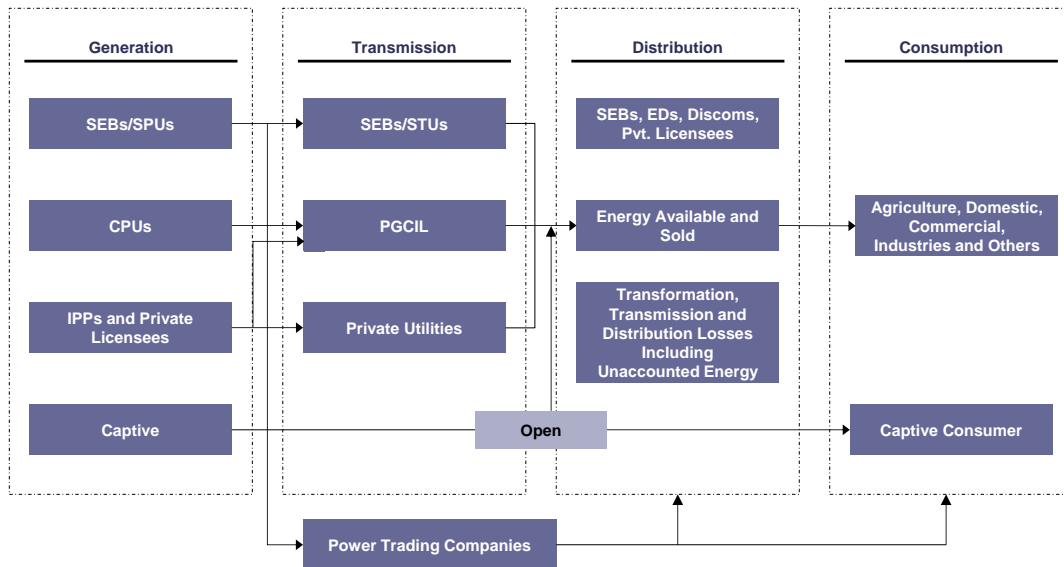 Generation
Transmission
Distribution
Consumption
SEBs/SPUs
SEBs/STUs
SEBs, EDs, Discoms,
Pvt. Licensees
CPUs
PGCIL
Energy Available and
Sold
Agriculture, Domestic,
Commercial,
Industries and Others
IPPs and Private
Licensees
Private Utilities
Transformation,
Transmission and
Distribution Losses
Including
Unaccounted Energy
Captive
Open
Captive Consumer
Power Trading Companies